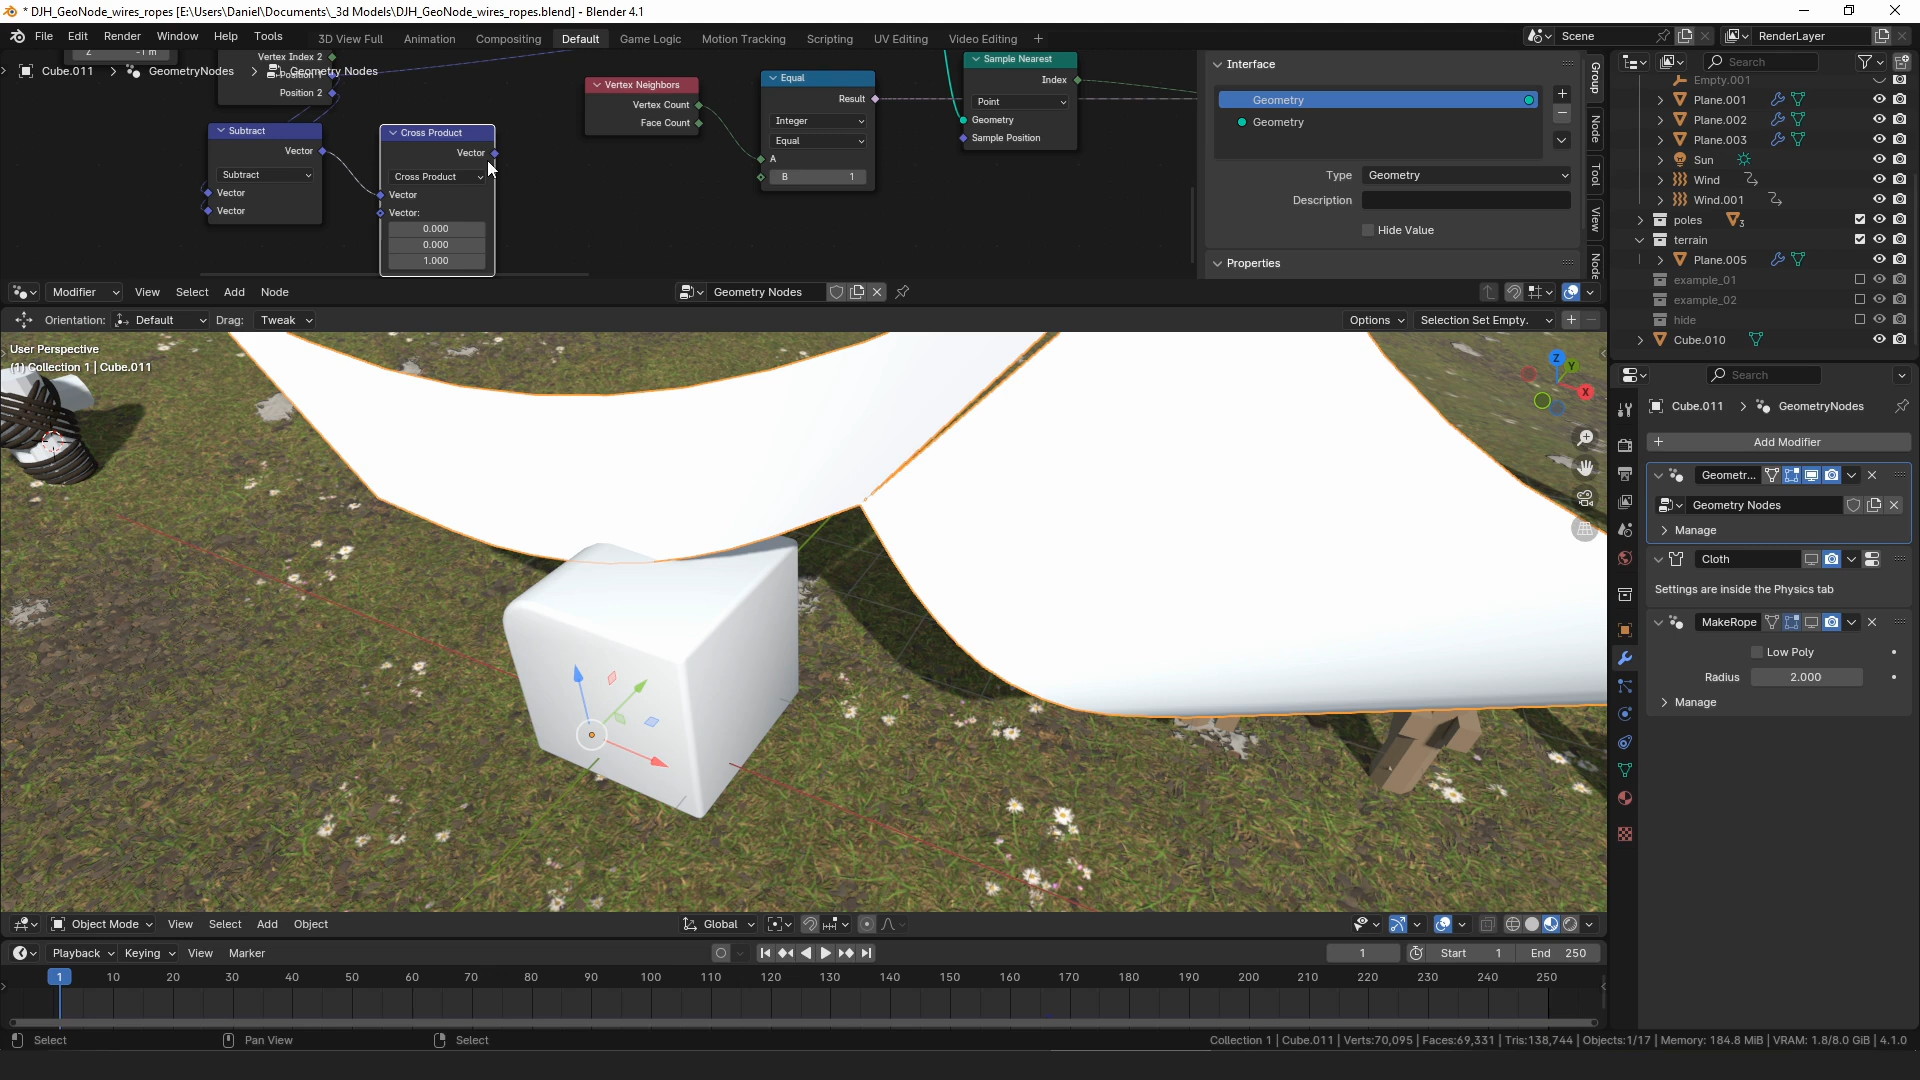 * DJH_GeoNode_wires_ropes [E:\Users\Daniel\Documents\_3d Models\DJH_GeoNode_wires_ropes.blend] - Blender 4.1
File Edit Render Window Help Tools 3D View Full Animation Compositing Default Game Logic Motion Tracking Scripting UV Editing Video Editing + Scene RenderLayer
Z -1 m
Vertex Index 2
Cube.011 > GeometryNodes > Geometry Nodes
Position 1
Position 2
Subtract
Vector
Subtract
Vector
Vector
Cross Product
Vector
Cross Product
Vector
Vector:
0.000
0.000
1.000
Vertex Neighbors
Vertex Count
Face Count
Equal
Result
Integer
Equal
A
B 1
Sample Nearest
Index
Point
Geometry
Sample Position
Interface
Geometry
Geometry
Type Geometry
Description
Hide Value
Properties
Group
Node
Tool
View
Node
Modifier View Select Add Node Geometry Nodes
Orientation: Default Drag: Tweak Options Selection Set Empty.
User Perspective
(1) Collection 1 | Cube.011
Z
Y
X
Search
Empty.001
Plane.001
Plane.002
Plane.003
Sun
Wind
Wind.001
poles 3
terrain
Plane.005
example_01
example_02
hide
Cube.010
Search
Cube.011 > GeometryNodes
+ Add Modifier
Geometr...
Geometry Nodes
Manage
Cloth
Settings are inside the Physics tab
MakeRope
Low Poly
Radius 2.000
Manage
Object Mode View Select Add Object Global
Playback Keying View Marker 1 Start 1 End 250
1 10 20 30 40 50 60 70 80 90 100 110 120 130 140 150 160 170 180 190 200 210 220 230 240 250
Select Pan View Select Collection 1 | Cube.011 | Verts:70,095 | Faces:69,331 | Tris:138,744 | Objects:1/17 | Memory: 184.8 MiB | VRAM: 1.8/8.0 GiB | 4.1.0